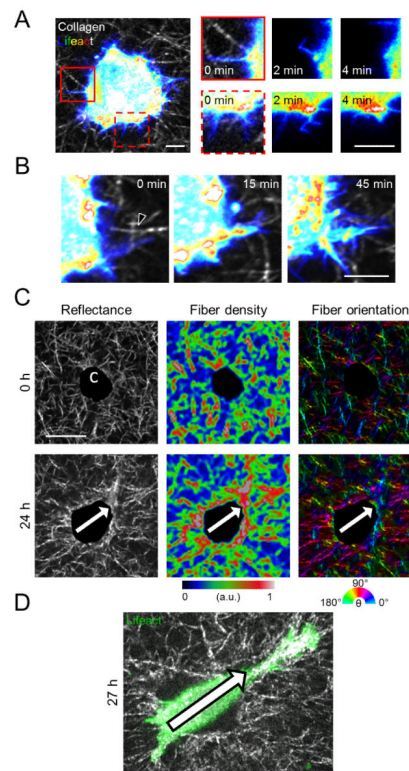 A
Collagen
Lifeact
0 min
2 min
4 min
0 min
2 min
4 min
B
0 min
15 min
45 min
C
Reflectance
Fiber density
Fiber orientation
0 h
C
24 h
0
(a.u.)
1
90°
180°
θ
0°
D
Lifeact
27 h